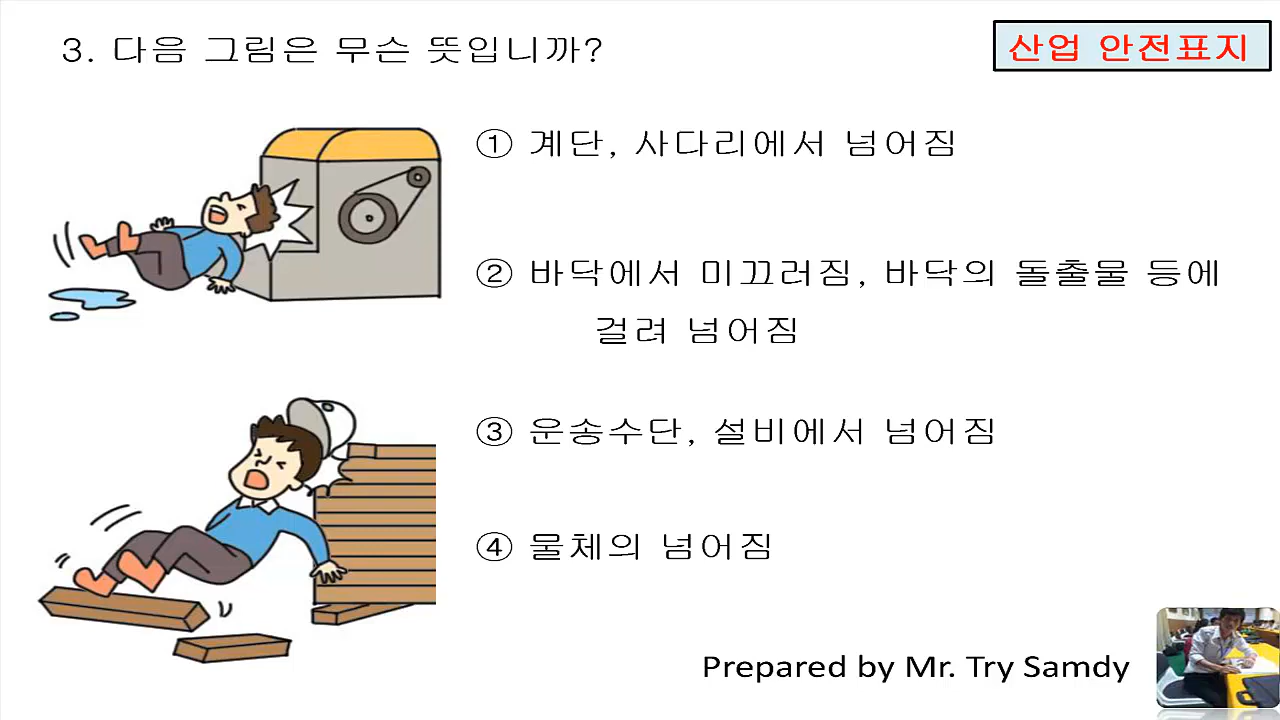 3. 다음 그림은 무슨 뜻입니까?
산업 안전표지
① 계단, 사다리에서 넘어짐
② 바닥에서 미끄러짐, 바닥의 돌출물 등에
걸려 넘어짐
③ 운송수단, 설비에서 넘어짐
④ 물체의 넘어짐
Prepared by Mr. Try Samdy